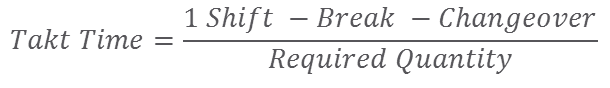 Takt Time = 1 Shift − Break − Changeover
Required Quantity